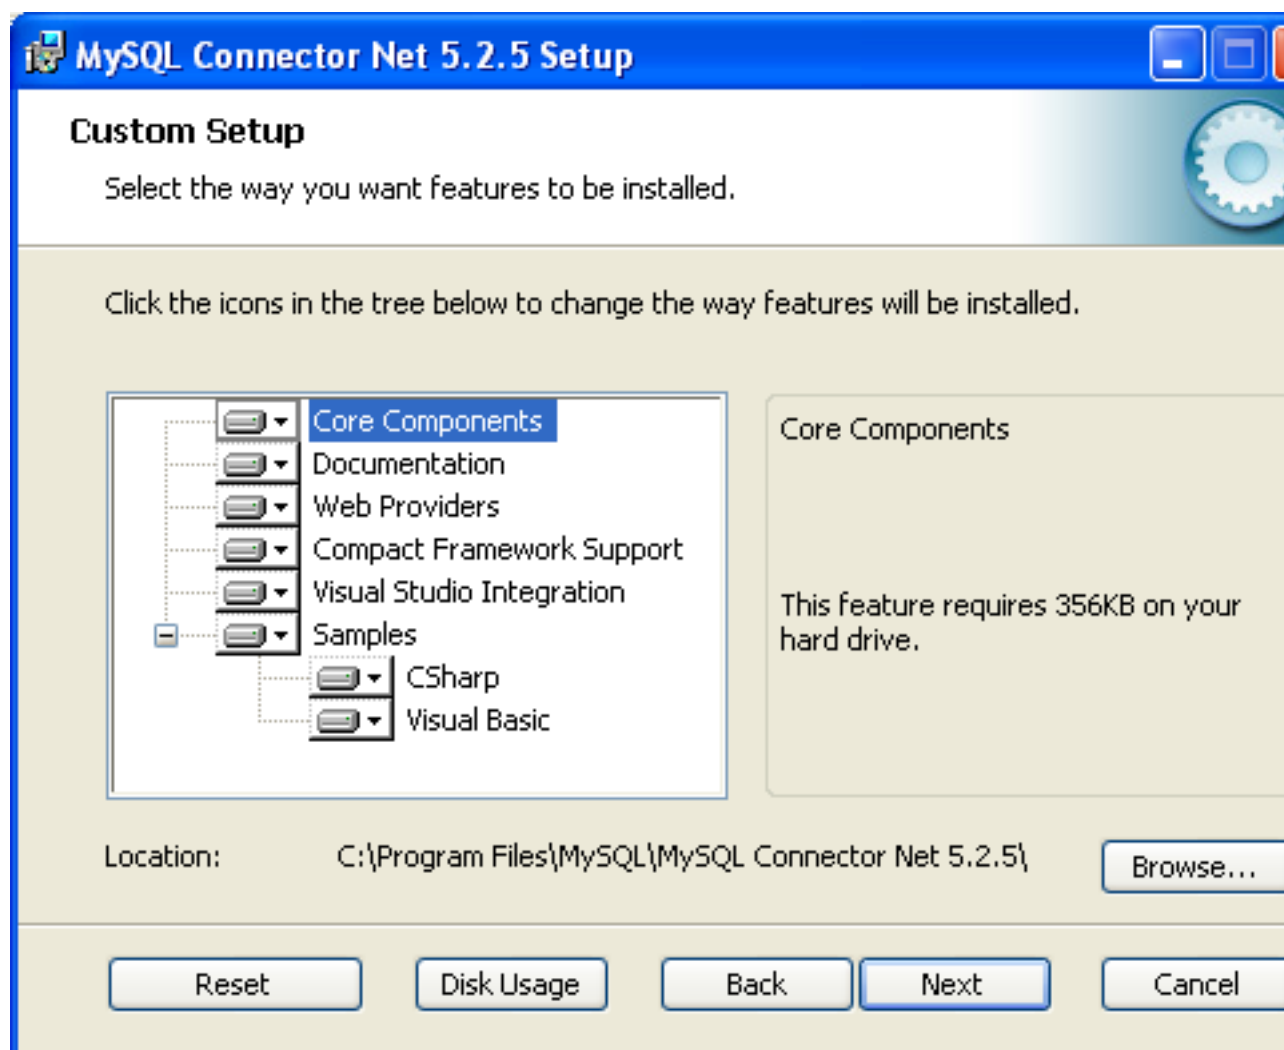 MySQL Connector Net 5.2.5 Setup
Custom Setup
Select the way you want features to be installed.
Click the icons in the tree below to change the way features will be installed.
Core Components
Documentation
Web Providers
Compact Framework Support
Visual Studio Integration
Samples
CSharp
Visual Basic
Core Components
This feature requires 356KB on your
hard drive.
Location: C:\Program Files\MySQL\MySQL Connector Net 5.2.5\
Browse...
Reset Disk Usage Back Next Cancel